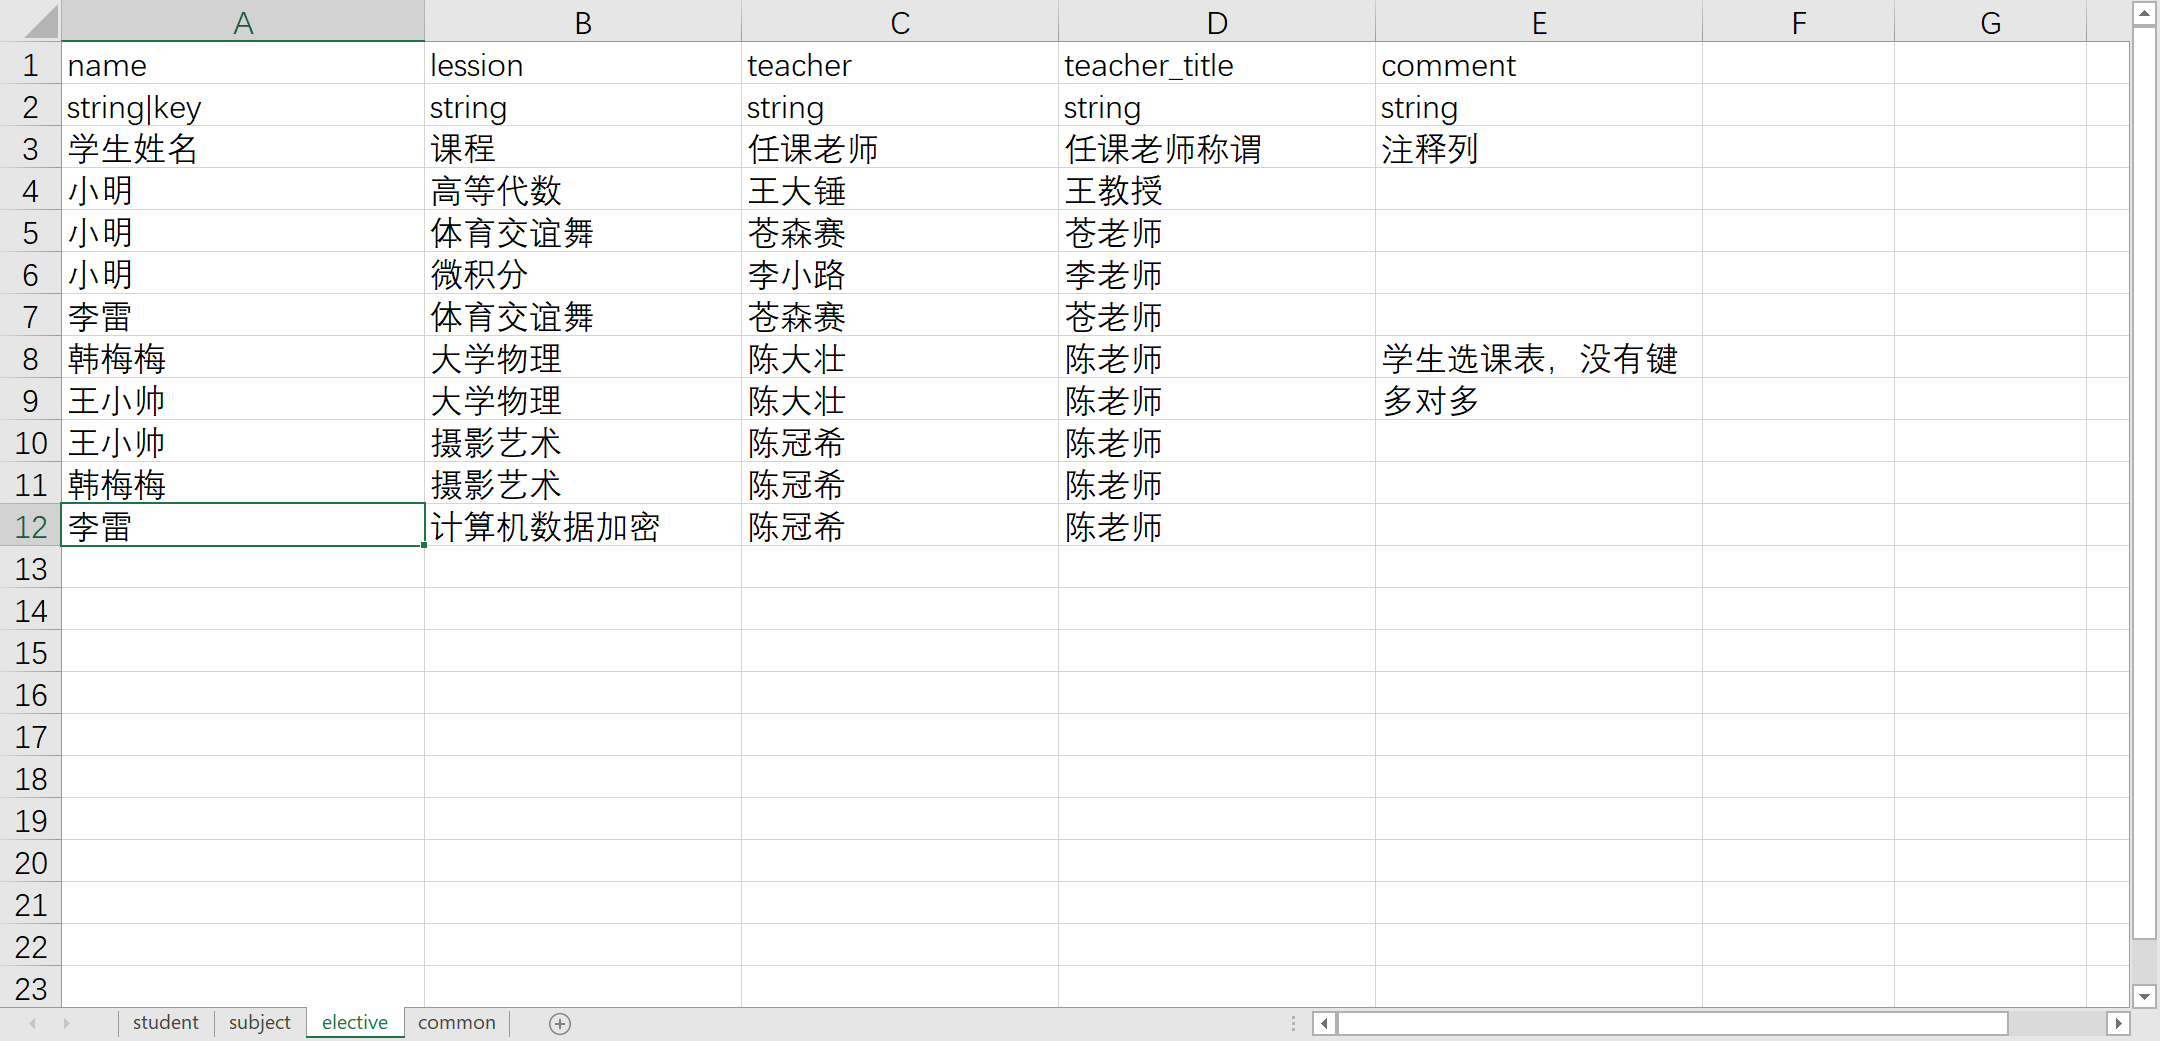 A B C D E F G
1 name lession teacher teacher_title comment
2 string|key string string string string
3 学生姓名 课程 任课老师 任课老师称谓 注释列
4 小明 高等代数 王大锤 王教授
5 小明 体育交谊舞 苍森赛 苍老师
6 小明 微积分 李小路 李老师
7 李雷 体育交谊舞 苍森赛 苍老师
8 韩梅梅 大学物理 陈大壮 陈老师 学生选课表，没有键
9 王小帅 大学物理 陈大壮 陈老师 多对多
10 王小帅 摄影艺术 陈冠希 陈老师
11 韩梅梅 摄影艺术 陈冠希 陈老师
12 李雷 计算机数据加密 陈冠希 陈老师
13
14
15
16
17
18
19
20
21
22
23
student subject elective common